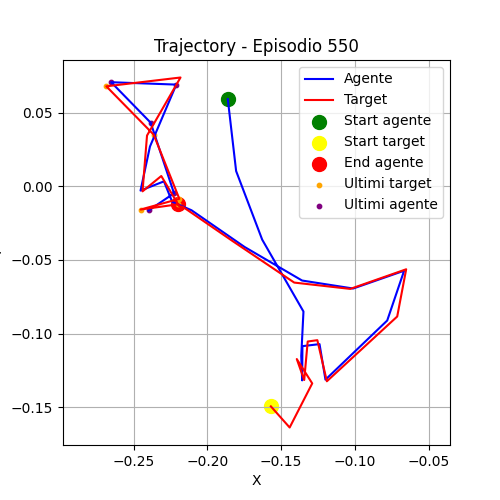 Trajectory - Episodio 550
Agente
Target
Start agente
Start target
End agente
Ultimi target
Ultimi agente
0.05
0.00
−0.05
−0.10
−0.15
−0.25
−0.20
−0.15
−0.10
−0.05
X